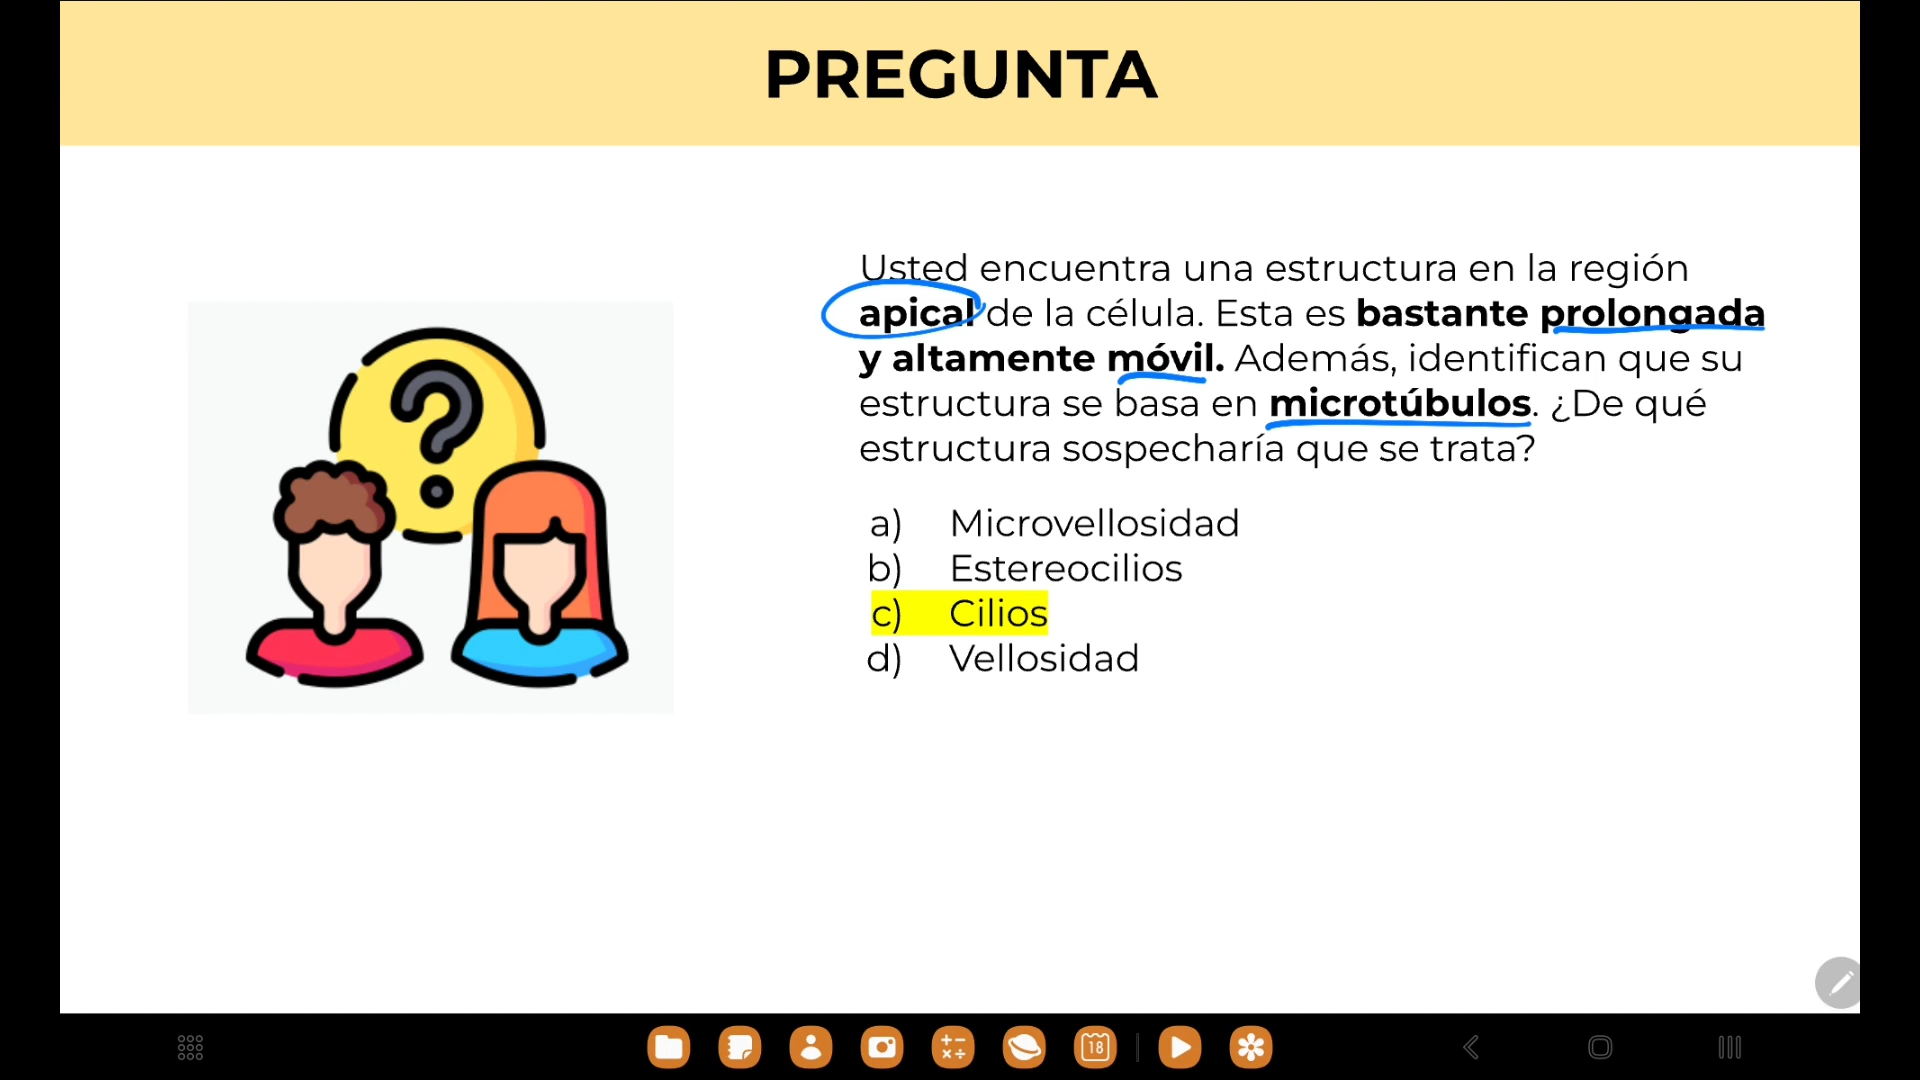 PREGUNTA
Usted encuentra una estructura en la región
apical de la célula. Esta es bastante prolongada
y altamente móvil. Además, identifican que su
estructura se basa en microtúbulos. ¿De qué
estructura sospecharía que se trata?
a) Microvellosidad
b) Estereocilios
c) Cilios
d) Vellosidad
18